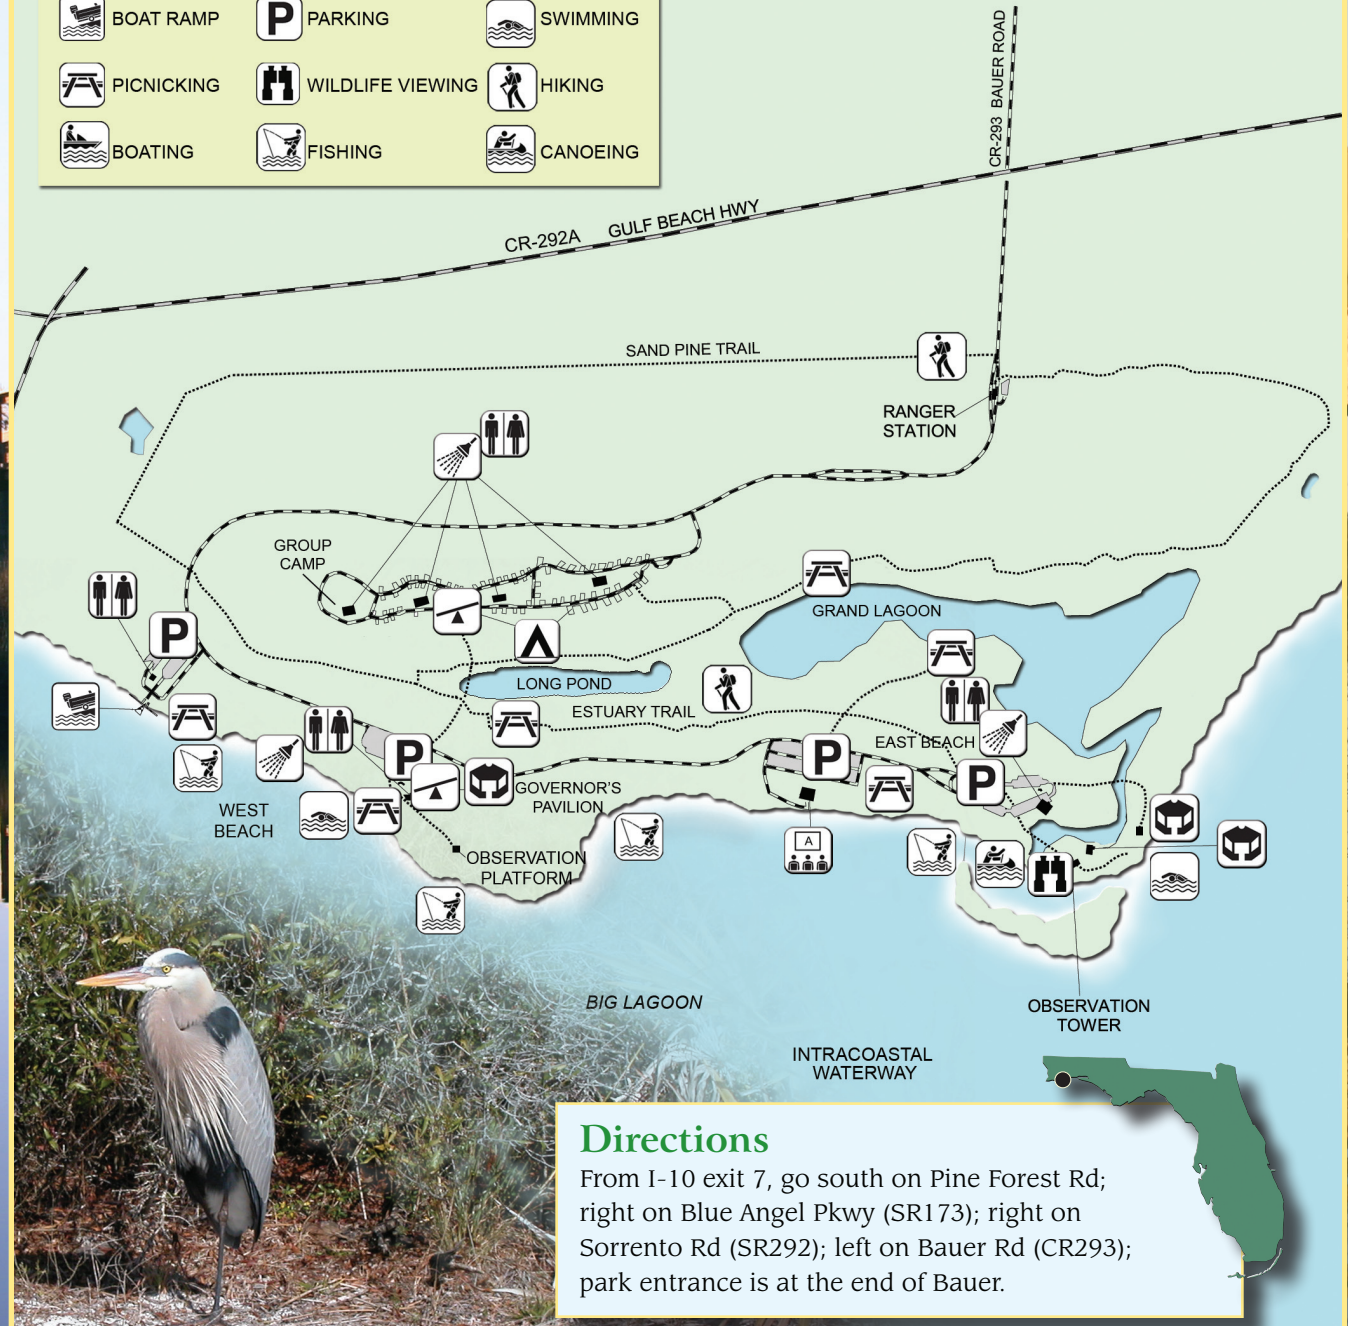 BOAT RAMP
PARKING
SWIMMING
PICNICKING
WILDLIFE VIEWING
HIKING
BOATING
FISHING
CANOEING
CR-293 BAUER ROAD
CR-292A GULF BEACH HWY
SAND PINE TRAIL
RANGER
STATION
GROUP
CAMP
P
GRAND LAGOON
LONG POND
ESTUARY TRAIL
EAST BEACH
P
P
P
GOVERNOR'S
PAVILION
WEST
BEACH
A
OBSERVATION
PLATFORM
BIG LAGOON
OBSERVATION
TOWER
INTRACOASTAL
WATERWAY
Directions
From I-10 exit 7, go south on Pine Forest Rd;
right on Blue Angel Pkwy (SR173); right on
Sorrento Rd (SR292); left on Bauer Rd (CR293);
park entrance is at the end of Bauer.
P